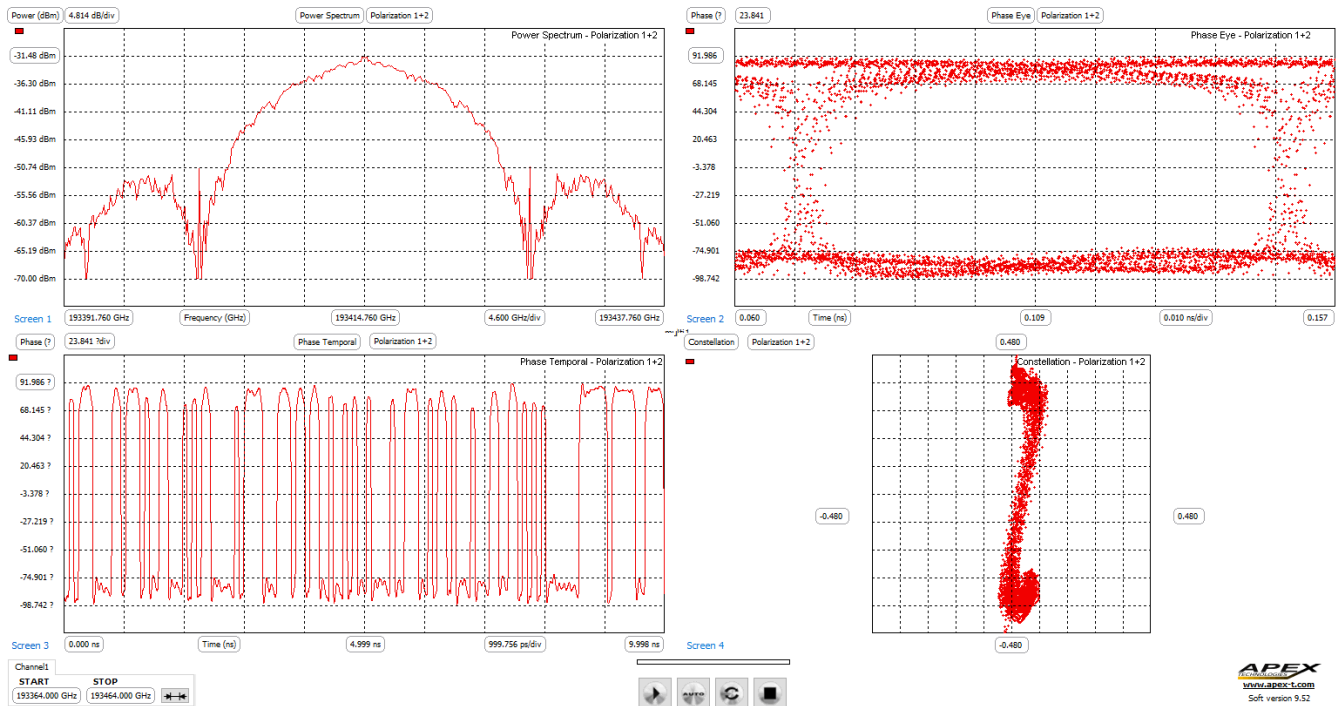 Power (dBm) 4.814 dB/div Power Spectrum Polarization 1+2
Power Spectrum - Polarization 1+2
-31.48 dBm
-36.30 dBm
-41.11 dBm
-45.93 dBm
-50.74 dBm
-55.56 dBm
-60.37 dBm
-65.19 dBm
-70.00 dBm
Screen 1 193391.760 GHz Frequency (GHz) 193414.760 GHz 4.600 GHz/div 193437.760 GHz
Phase (? 23.841 Phase Eye Polarization 1+2
Phase Eye - Polarization 1+2
91.986
68.145
44.304
20.463
-3.378
-27.219
-51.060
-74.901
-98.742
Screen 2 0.060 Time (ns) 0.109 0.010 ns/div 0.157
Phase (? 23.841 ?div Phase Temporal Polarization 1+2
Phase Temporal - Polarization 1+2
91.986 ?
68.145 ?
44.304 ?
20.463 ?
-3.378 ?
-27.219 ?
-51.060 ?
-74.901 ?
-98.742 ?
Screen 3 0.000 ns Time (ns) 4.999 ns 999.756 ps/div 9.998 ns
Constellation Polarization 1+2 0.480
Constellation - Polarization 1+2
-0.480 0.480
Screen 4 -0.480
Channel1
START STOP
193364.000 GHz 193464.000 GHz
AUTO
APEX
TECHNOLOGIES
www.apex-t.com
Soft version 9.52